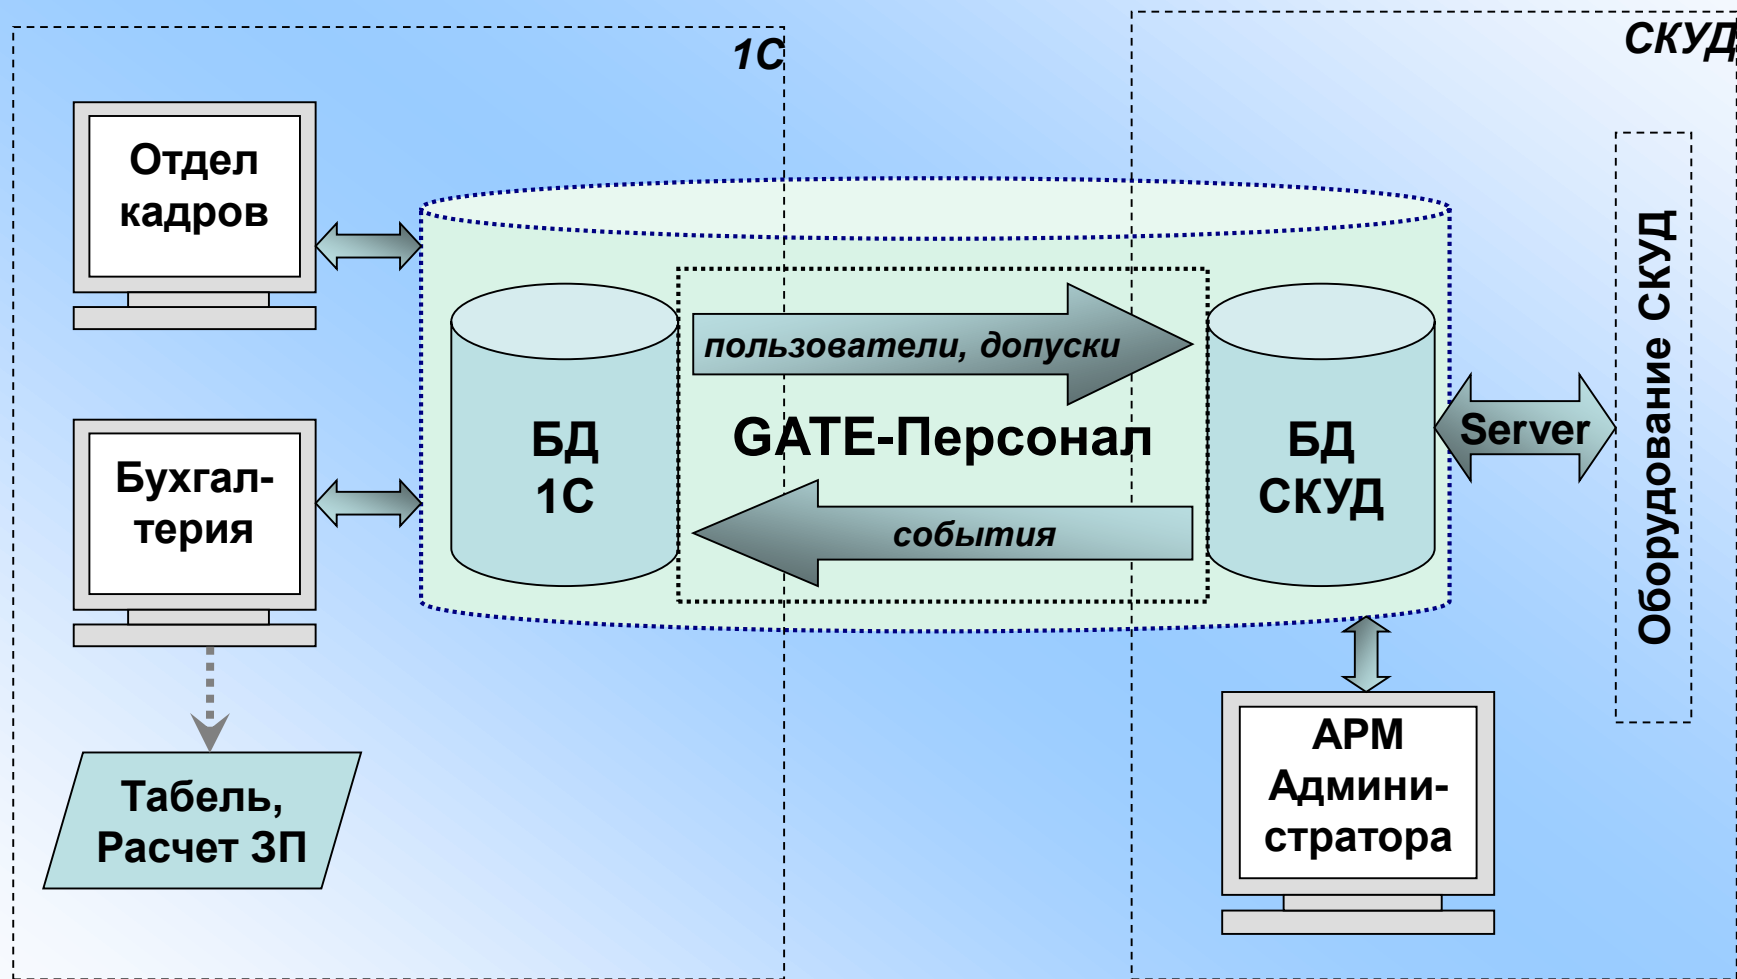 1С
СКУД
Отдел
кадров
пользователи, допуски
GATE-Персонал
события
БД
1С
БД
СКУД
Server
Оборудование СКУД
Бухгал-
терия
Табель,
Расчет ЗП
АРМ
Админи-
стратора